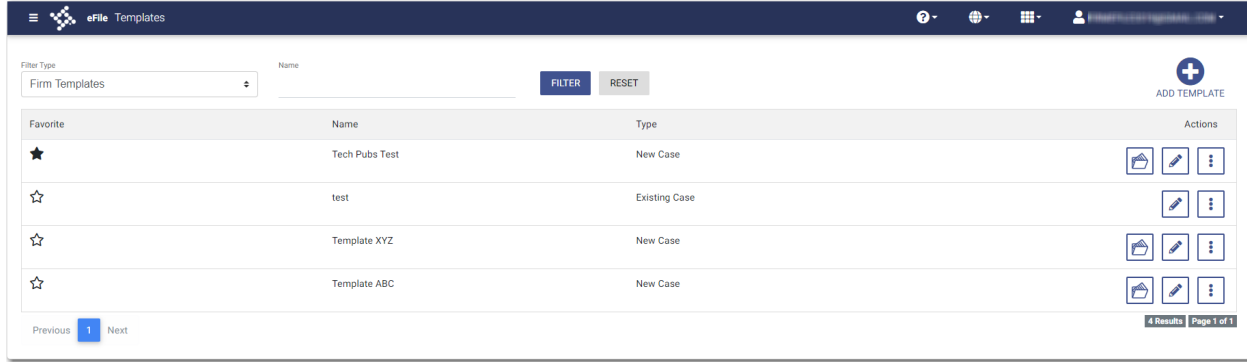 eFile Templates
Filter Type
Name
Firm Templates
FILTER
RESET
ADD TEMPLATE
Favorite Name Type Actions
Tech Pubs Test New Case
test Existing Case
Template XYZ New Case
Template ABC New Case
Previous 1 Next
4 Results Page 1 of 1